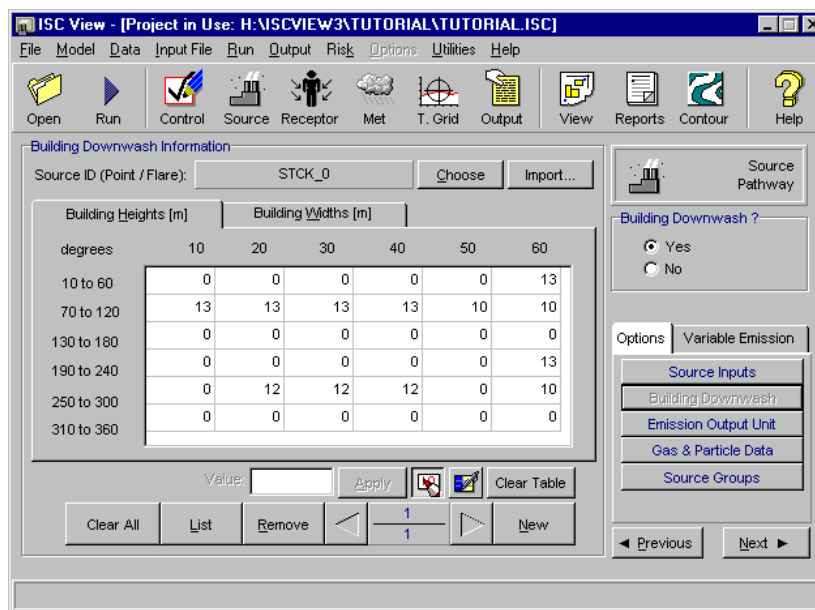 ISC View - [Project in Use: H:\ISCVIEW3\TUTORIAL\TUTORIAL.ISC]
File Model Data Input File Run Output Risk Options Utilities Help
Open Run Control Source Receptor Met T. Grid Output View Reports Contour Help
Building Downwash Information
Source ID (Point / Flare): STCK_0 Choose Import...
Building Heights [m] Building Widths [m]
degrees 10 20 30 40 50 60
10 to 60 0 0 0 0 0 13
70 to 120 13 13 13 13 10 10
130 to 180 0 0 0 0 0 0
190 to 240 0 0 0 0 0 13
250 to 300 0 12 12 12 0 10
310 to 360 0 0 0 0 0 0
Value: Apply Clear Table
Clear All List Remove 1 New
1
Source
Pathway
Building Downwash ?
Yes
No
Options Variable Emission
Source Inputs
Building Downwash
Emission Output Unit
Gas & Particle Data
Source Groups
Previous Next